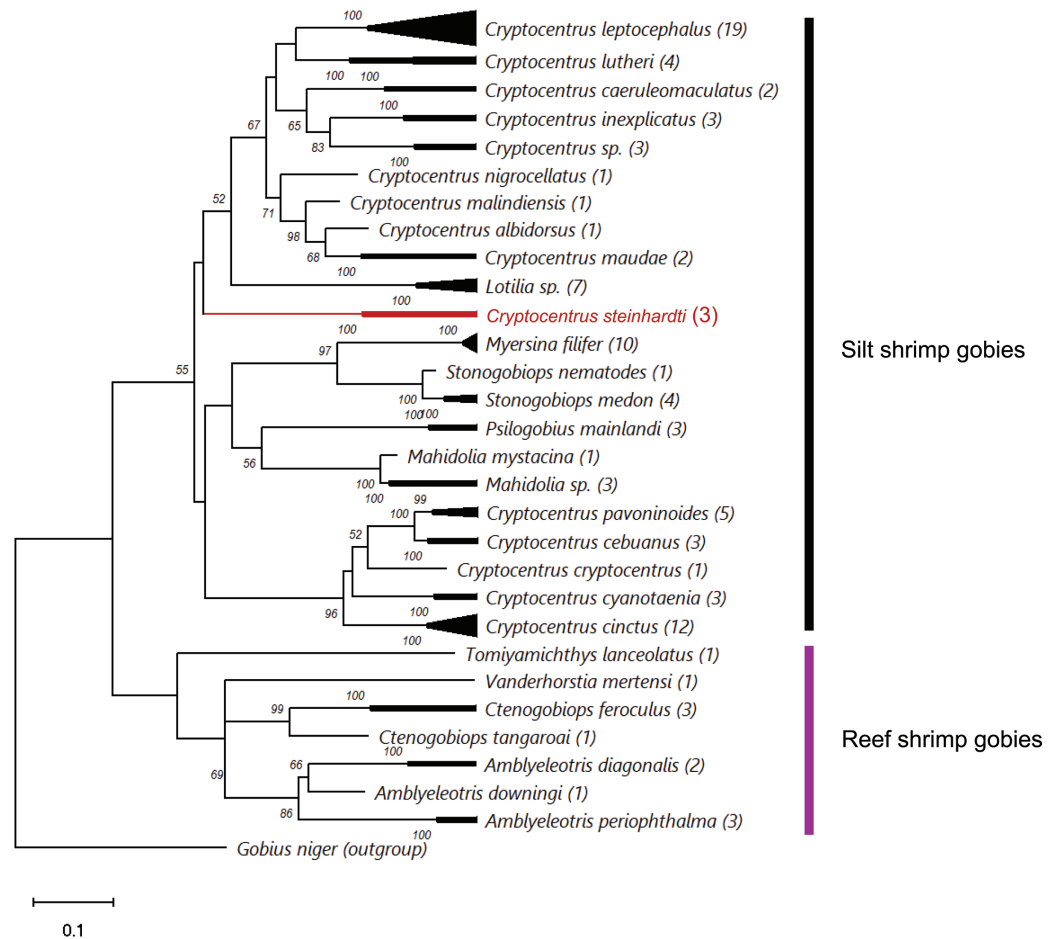 100
Cryptocentrus leptocephalus (19)
Cryptocentrus lutheri (4)
100
100
Cryptocentrus caeruleomaculatus (2)
100
Cryptocentrus inexplicatus (3)
67
65
83
Cryptocentrus sp. (3)
100
Cryptocentrus nigrocellatus (1)
52
71
Cryptocentrus malindiensis (1)
98
Cryptocentrus albidorsus (1)
68
Cryptocentrus maudae (2)
100
Lotilia sp. (7)
100
Cryptocentrus steinhardti (3)
100
100
Myersina filifer (10)
Silt shrimp gobies
97
55
Stonogobiops nematodes (1)
100
Stonogobiops medon (4)
100
100
Psilogobius mainlandi (3)
Mahidolia mystacina (1)
56
100
Mahidolia sp. (3)
100
99
Cryptocentrus pavoninoides (5)
100
52
Cryptocentrus cebuanus (3)
100
Cryptocentrus cryptocentrus (1)
Cryptocentrus cyanotaenia (3)
96
100
Cryptocentrus cinctus (12)
100
Tomiyamichthys lanceolatus (1)
Vanderhorstia mertensi (1)
100
99
Ctenogobiops feroculus (3)
Ctenogobiops tangaroai (1)
Reef shrimp gobies
100
66
69
Amblyeleotris diagonalis (2)
Amblyeleotris downingi (1)
86
Amblyeleotris periophthalma (3)
100
Gobius niger (outgroup)
0.1